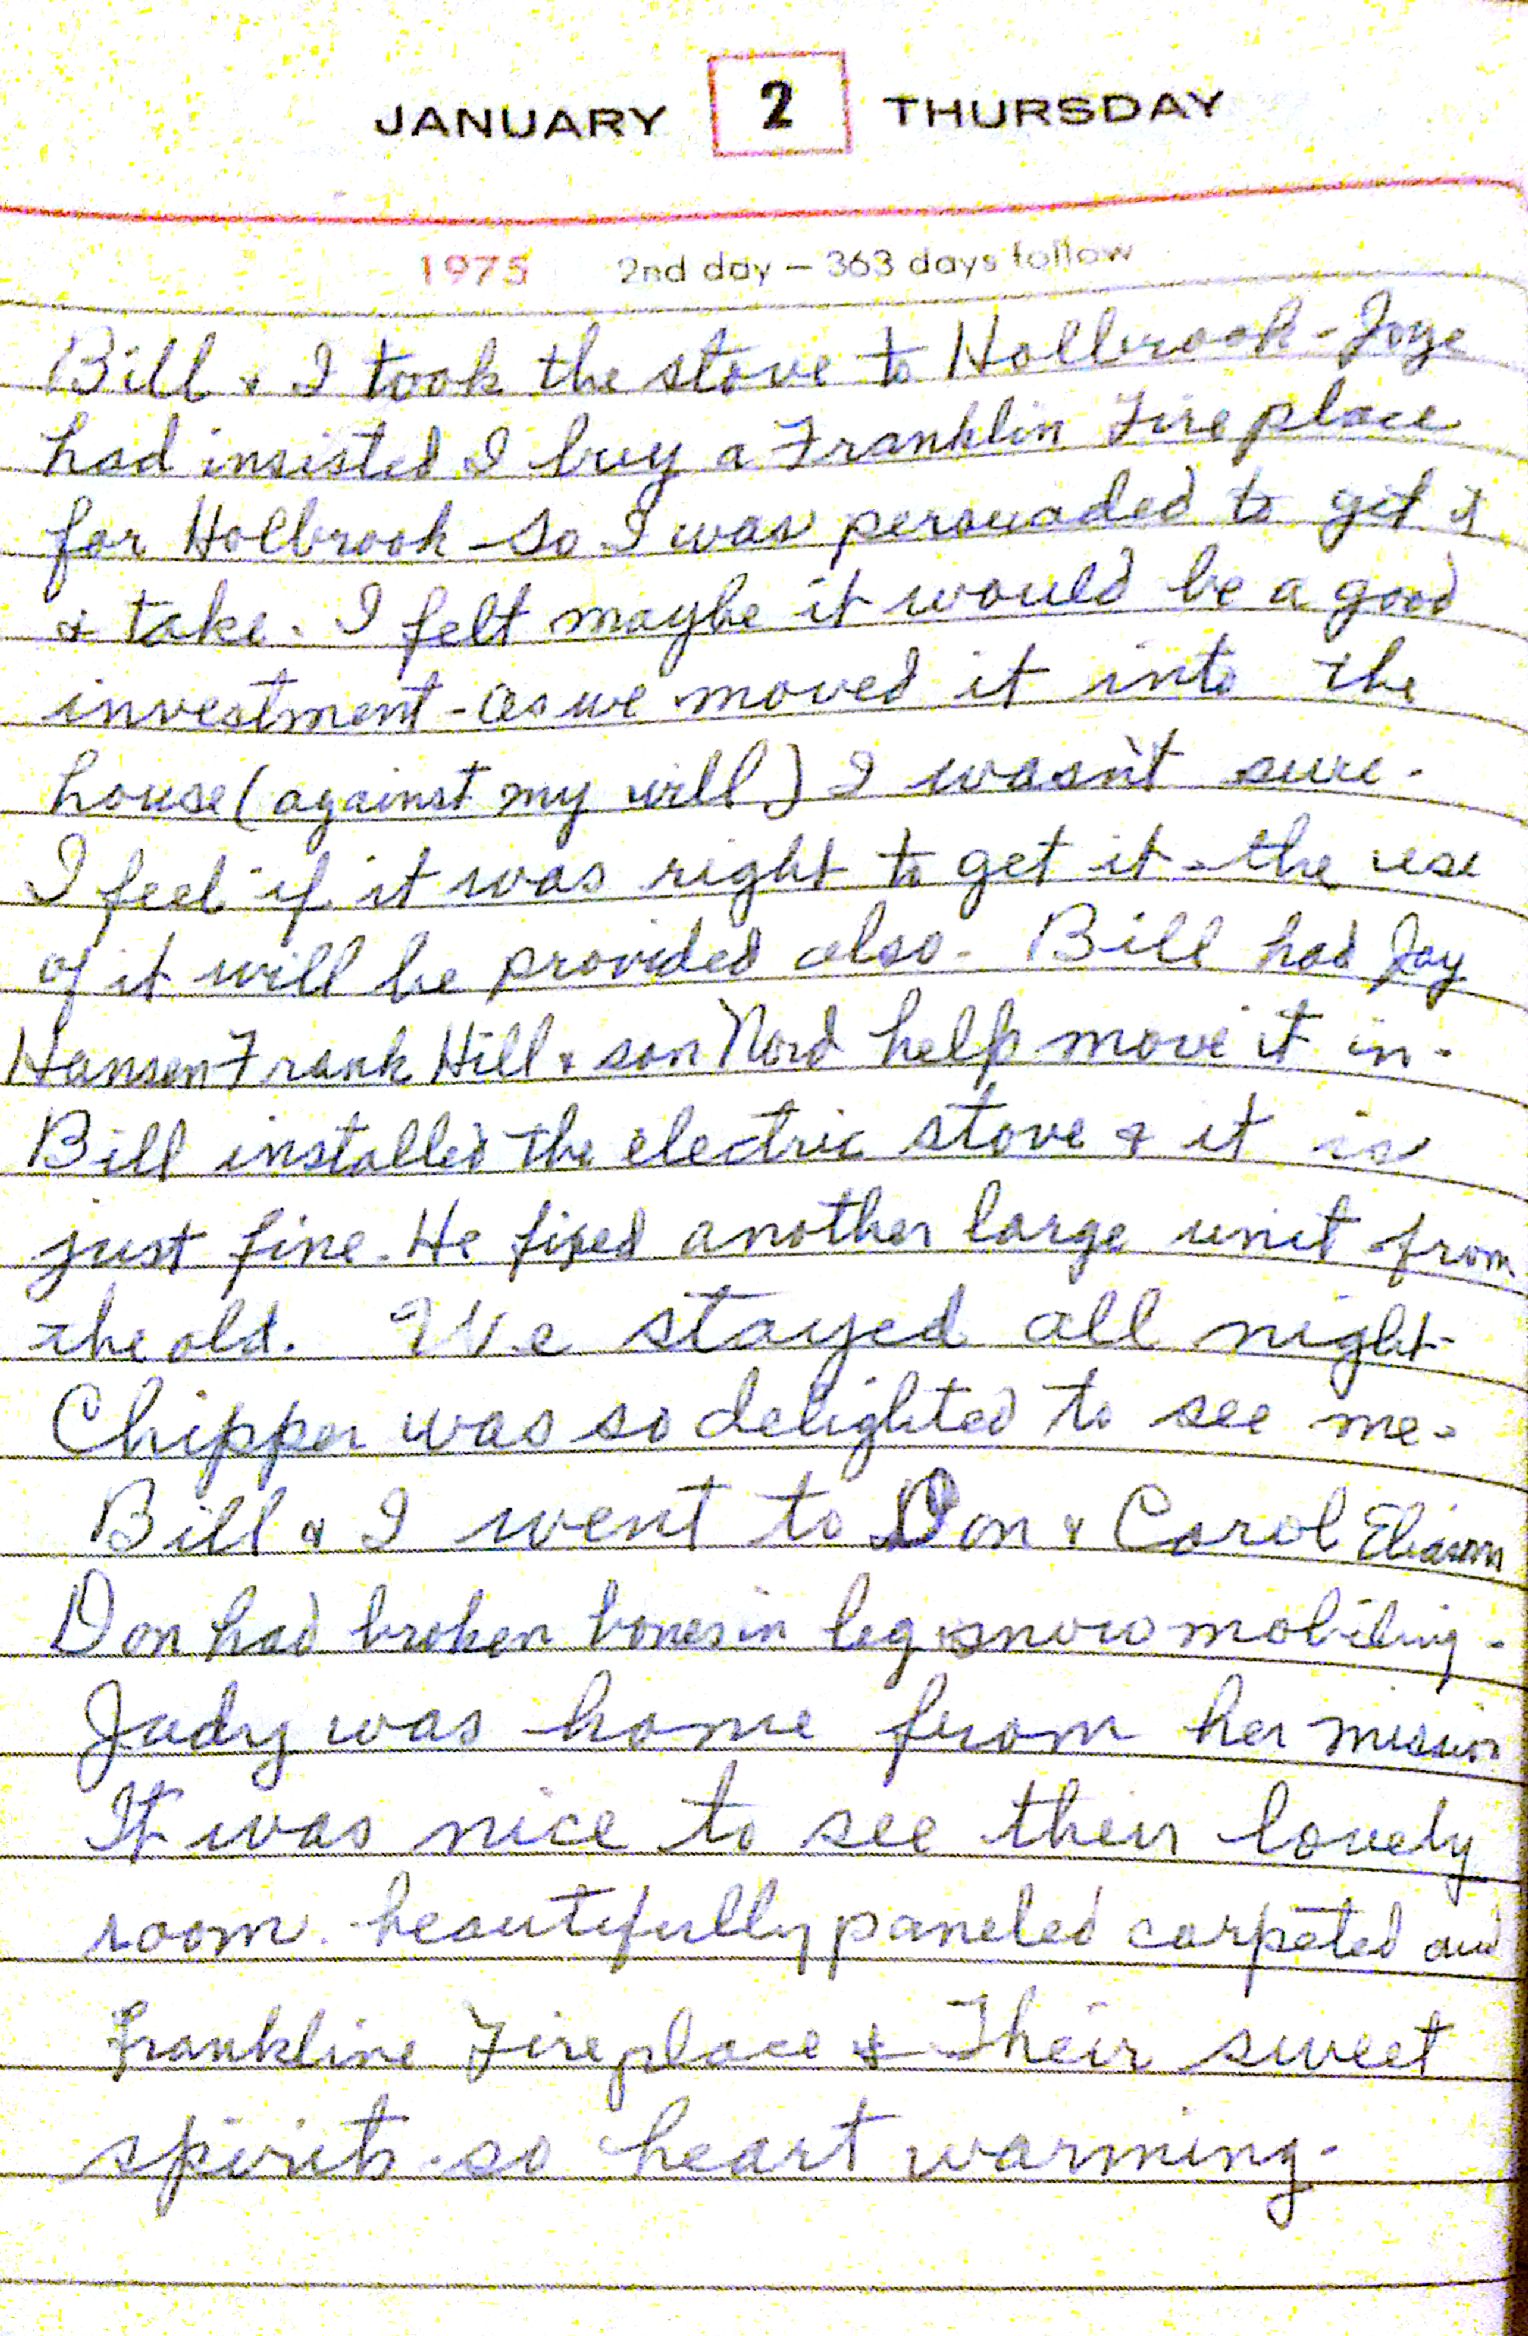 JANUARY 2 THURSDAY
1975 2nd day – 363 days follow
Bill & I took the stove to Holbrook - Joye
had insisted I buy a Franklin Fireplace
for Holbrook so I was persuaded to get it
& take. I felt maybe it would be a good
investment - as we moved it into the
house (against my will) I wasn't sure.
I feel if it was right to get it - the use
of it will be provided also. Bill had Jay
Hansen Frank Hill & son Nord help move it in.
Bill installed the electric stove & it is
just fine. He fixed another large unit from
the old. We stayed all night
Chipper was so delighted to see me.
Bill & I went to Don & Carol
Don had broken bones in leg snowmobiling.
Judy was home from her mission
It was nice to see their lovely
room. beautifully paneled carpeted and
frankline Fireplace & Their sweet
spirits. so heart warming.